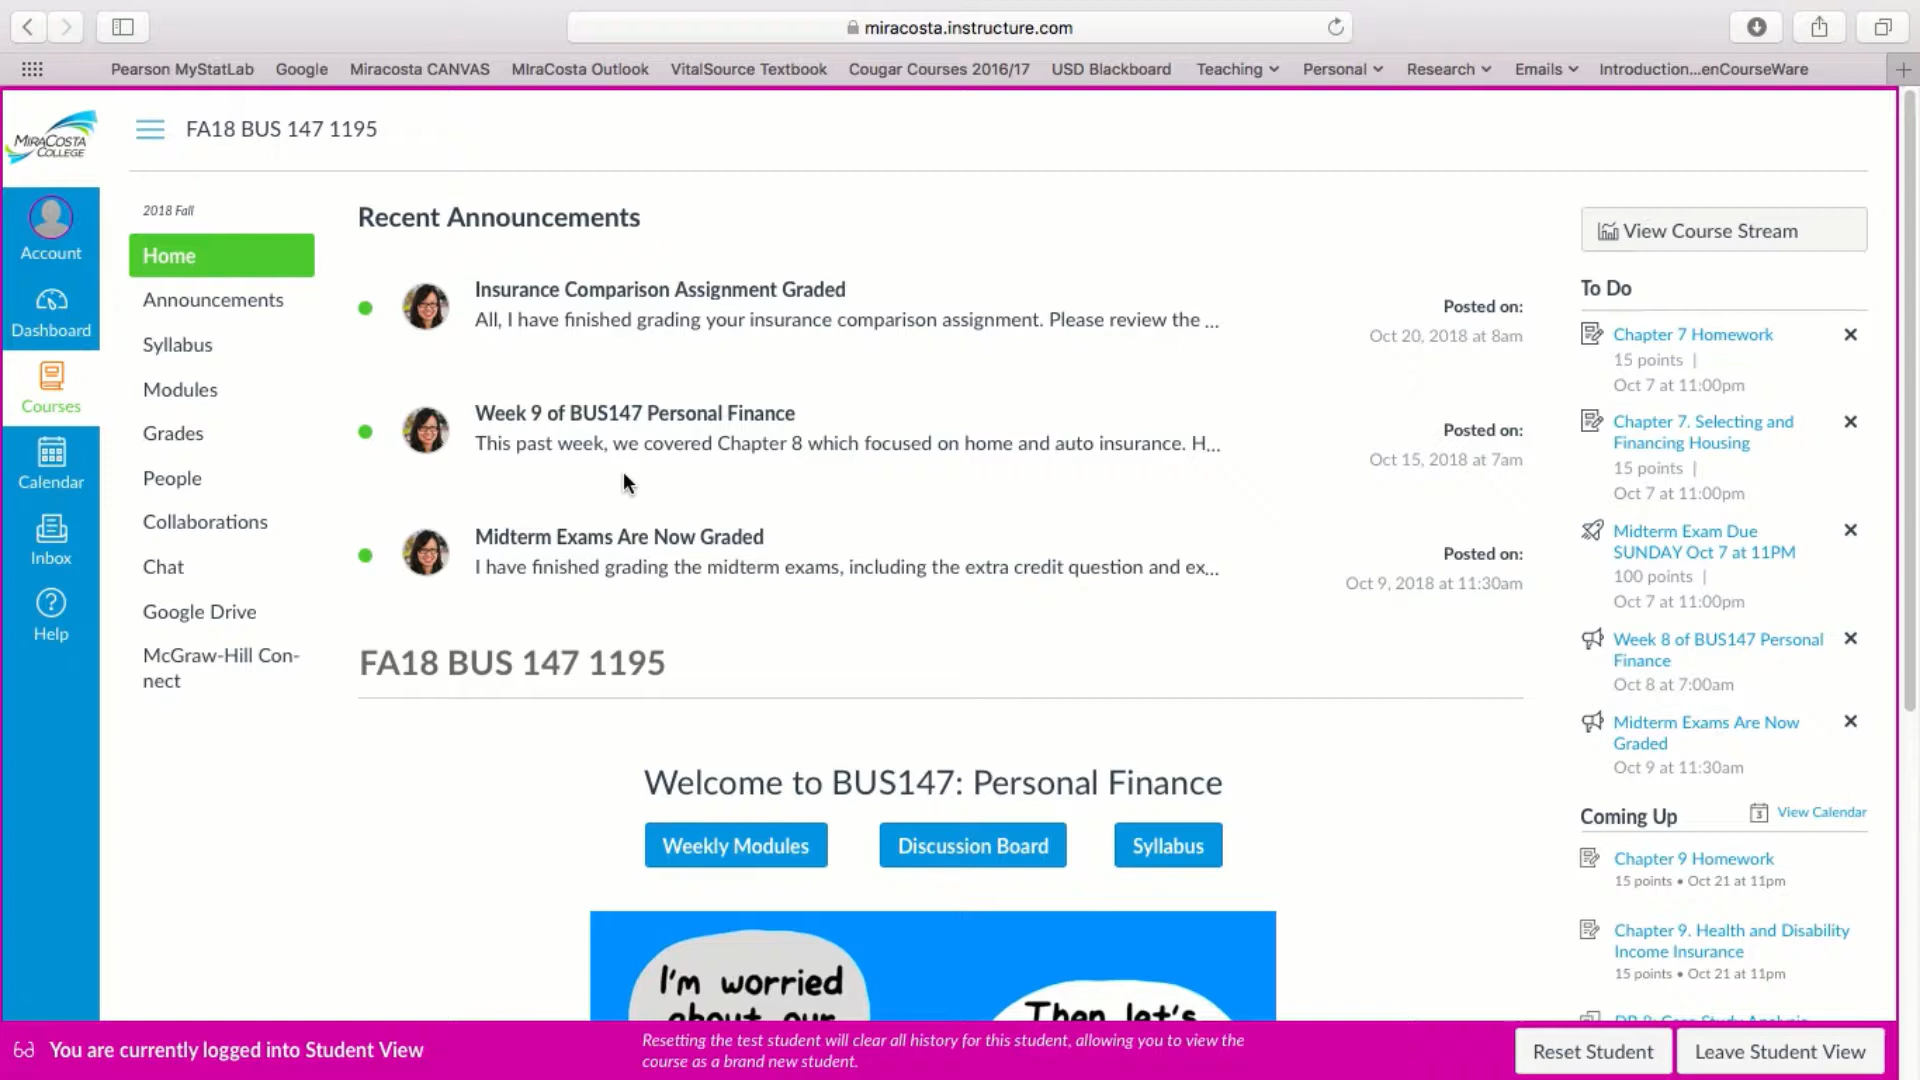 miracosta.instructure.com
Pearson MyStatLab Google Miracosta CANVAS MIraCosta Outlook VitalSource Textbook Cougar Courses 2016/17 USD Blackboard Teaching Personal Research Emails Introduction...enCourseWare
MIRACOSTA
COLLEGE
FA18 BUS 147 1195
Account
Dashboard
Courses
Calendar
Inbox
Help
2018 Fall
Home
Announcements
Syllabus
Modules
Grades
People
Collaborations
Chat
Google Drive
McGraw-Hill Con-
nect
Recent Announcements
Insurance Comparison Assignment Graded
All, I have finished grading your insurance comparison assignment. Please review the ...
Posted on:
Oct 20, 2018 at 8am
Week 9 of BUS147 Personal Finance
This past week, we covered Chapter 8 which focused on home and auto insurance. H...
Posted on:
Oct 15, 2018 at 7am
Midterm Exams Are Now Graded
I have finished grading the midterm exams, including the extra credit question and ex...
Posted on:
Oct 9, 2018 at 11:30am
FA18 BUS 147 1195
Welcome to BUS147: Personal Finance
Weekly Modules Discussion Board Syllabus
I'm worried
about our
Then let's
View Course Stream
To Do
Chapter 7 Homework
15 points |
Oct 7 at 11:00pm
Chapter 7. Selecting and
Financing Housing
15 points |
Oct 7 at 11:00pm
Midterm Exam Due
SUNDAY Oct 7 at 11PM
100 points |
Oct 7 at 11:00pm
Week 8 of BUS147 Personal
Finance
Oct 8 at 7:00am
Midterm Exams Are Now
Graded
Oct 9 at 11:30am
Coming Up
3 View Calendar
Chapter 9 Homework
15 points • Oct 21 at 11pm
Chapter 9. Health and Disability
Income Insurance
15 points • Oct 21 at 11pm
You are currently logged into Student View
Resetting the test student will clear all history for this student, allowing you to view the
course as a brand new student.
Reset Student Leave Student View